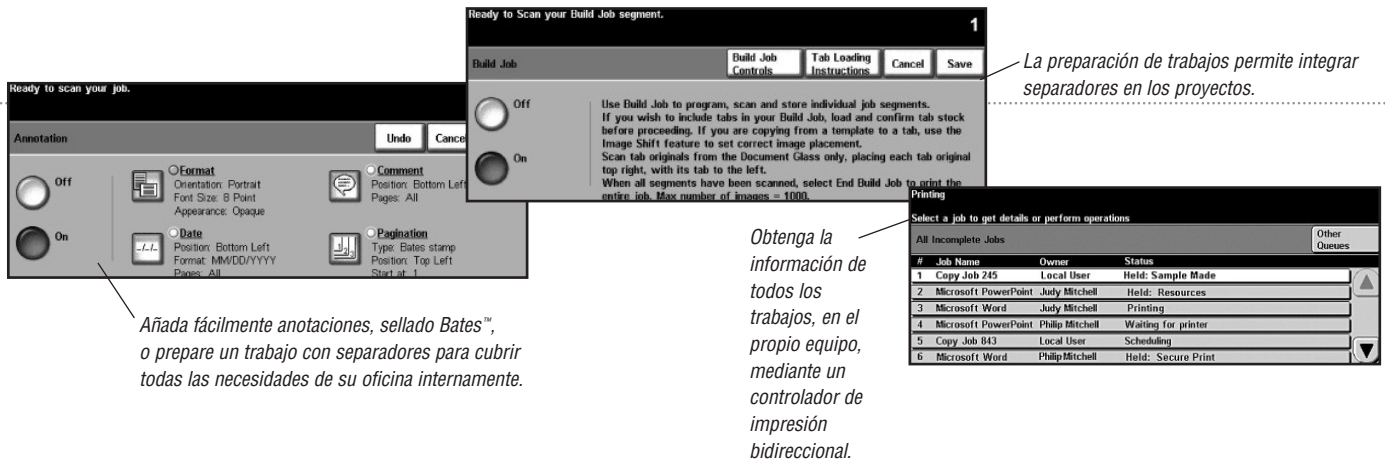 Ready to scan your job.
Annotation
Undo
Cance
Off
On
Format
Orientation: Portrait
Font Size: 8 Point
Appearance: Opaque
Comment
Position: Bottom Left
Pages: All
Date
Position: Bottom Left
Format: MM/DD/YYYY
Pages: All
Pagination
Type: Bates stamp
Position: Top Left
Start at: 1
Añada fácilmente anotaciones, sellado Bates™,
o prepare un trabajo con separadores para cubrir
todas las necesidades de su oficina internamente.
Ready to Scan your Build Job segment.
1
Build Job
Build Job
Controls
Tab Loading
Instructions
Cancel
Save
Off
On
Use Build Job to program, scan and store individual job segments.
If you wish to include tabs in your Build Job, load and confirm tab stock
before proceeding. If you are copying from a template to a tab, use the
Image Shift feature to set correct image placement.
Scan tab originals from the Document Glass only, placing each tab original
top right, with its tab to the left.
When all segments have been scanned, select End Build Job to print the
entire job. Max number of images = 1000.
La preparación de trabajos permite integrar
separadores en los proyectos.
Obtenga la
información de
todos los
trabajos, en el
propio equipo,
mediante un
controlador de
impresión
bidireccional.
Printing
Select a job to get details or perform operations
All Incomplete Jobs
Other
Queues
# Job Name Owner Status
1 Copy Job 245 Local User Held: Sample Made
2 Microsoft PowerPoint Judy Mitchell Held: Resources
3 Microsoft Word Judy Mitchell Printing
4 Microsoft PowerPoint Philip Mitchell Waiting for printer
5 Copy Job 843 Local User Scheduling
6 Microsoft Word Philip Mitchell Held: Secure Print